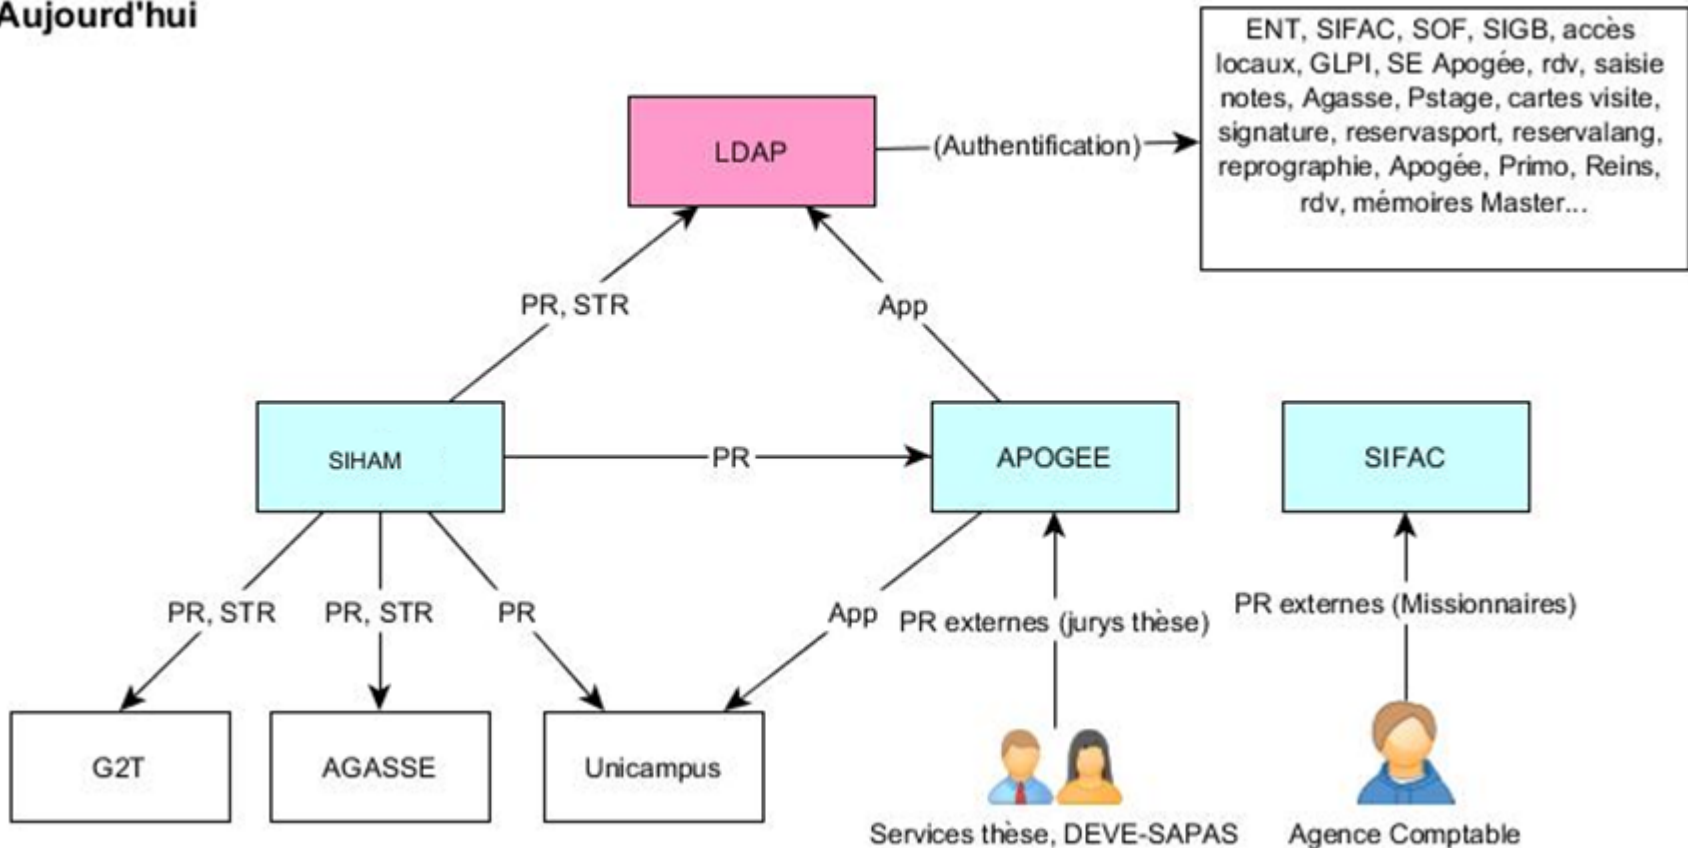 Aujourd'hui
ENT, SIFAC, SOF, SIGB, accès
locaux, GLPI, SE Apogée, rdv, saisie
notes, Agasse, Pstage, cartes visite,
signature, reservasport, reservalang,
reprographie, Apogée, Primo, Reins,
rdv, mémoires Master...
LDAP
(Authentification)
PR, STR
App
SIHAM
PR
APOGEE
SIFAC
PR, STR
PR, STR
PR
App
PR externes (jurys thèse)
PR externes (Missionnaires)
G2T
AGASSE
Unicampus
Services thèse, DEVE-SAPAS
Agence Comptable